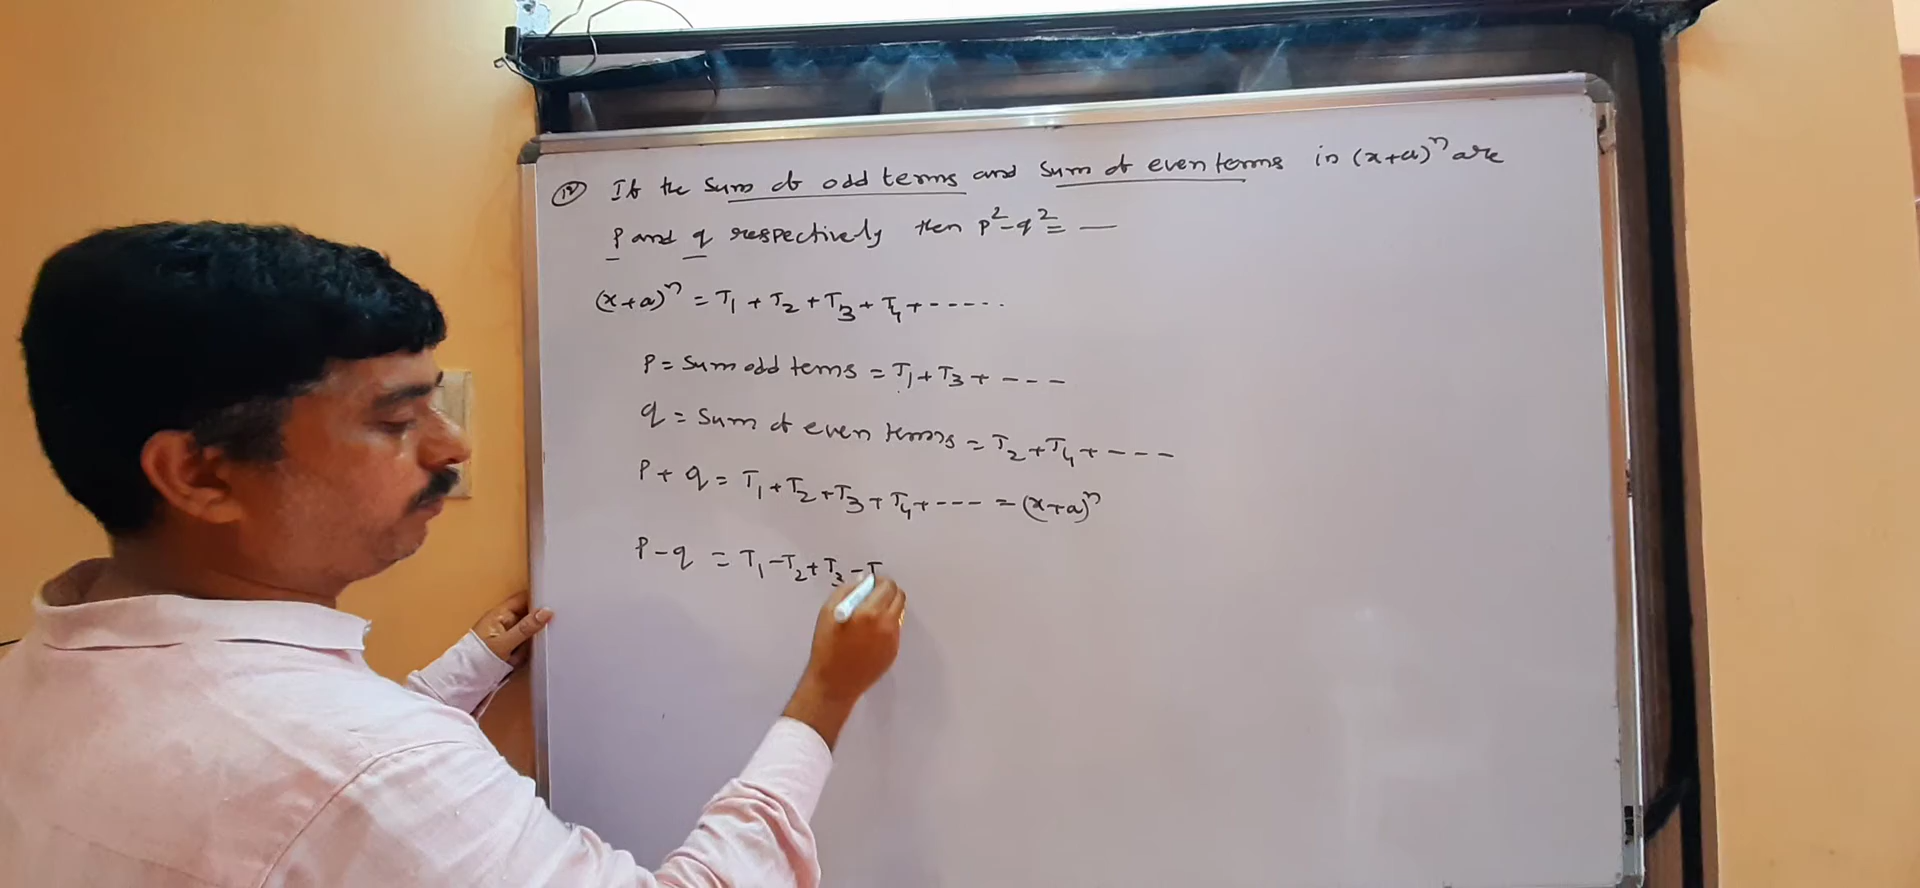 (12) If the sum of odd terms and sum of even terms in (x+a)ⁿ are
p and q respectively then p²-q² = —
(x+a)ⁿ = T₁ + T₂ + T₃ + T₄ + ------
P = sum odd terms = T₁ + T₃ + ---
q = sum of even terms = T₂ + T₄ + ---
P + q = T₁ + T₂ + T₃ + T₄ + --- = (x+a)ⁿ
P - q = T₁ - T₂ + T₃ - T